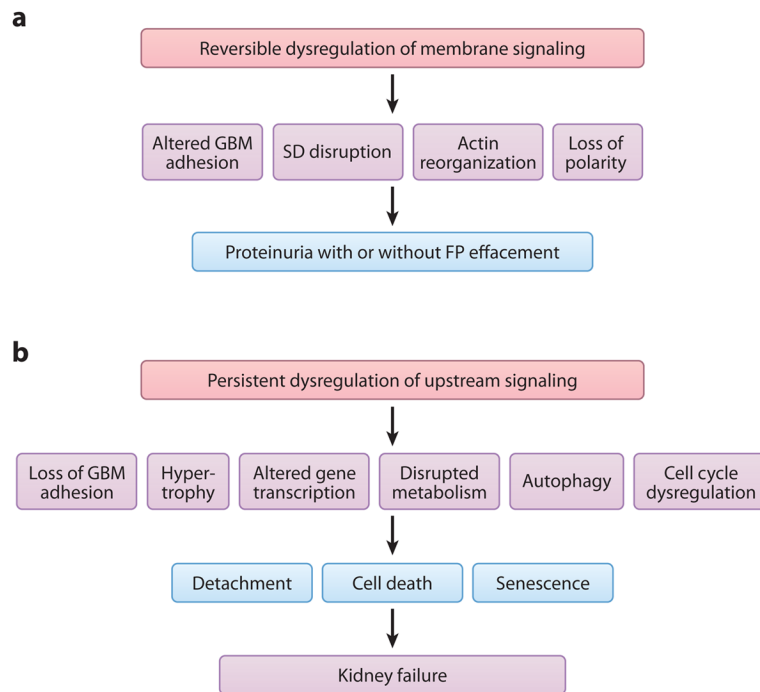 a
Reversible dysregulation of membrane signaling
Altered GBM
adhesion
SD disruption
Actin
reorganization
Loss of
polarity
Proteinuria with or without FP effacement
b
Persistent dysregulation of upstream signaling
Loss of GBM
adhesion
Hyper-
trophy
Altered gene
transcription
Disrupted
metabolism
Autophagy
Cell cycle
dysregulation
Detachment
Cell death
Senescence
Kidney failure